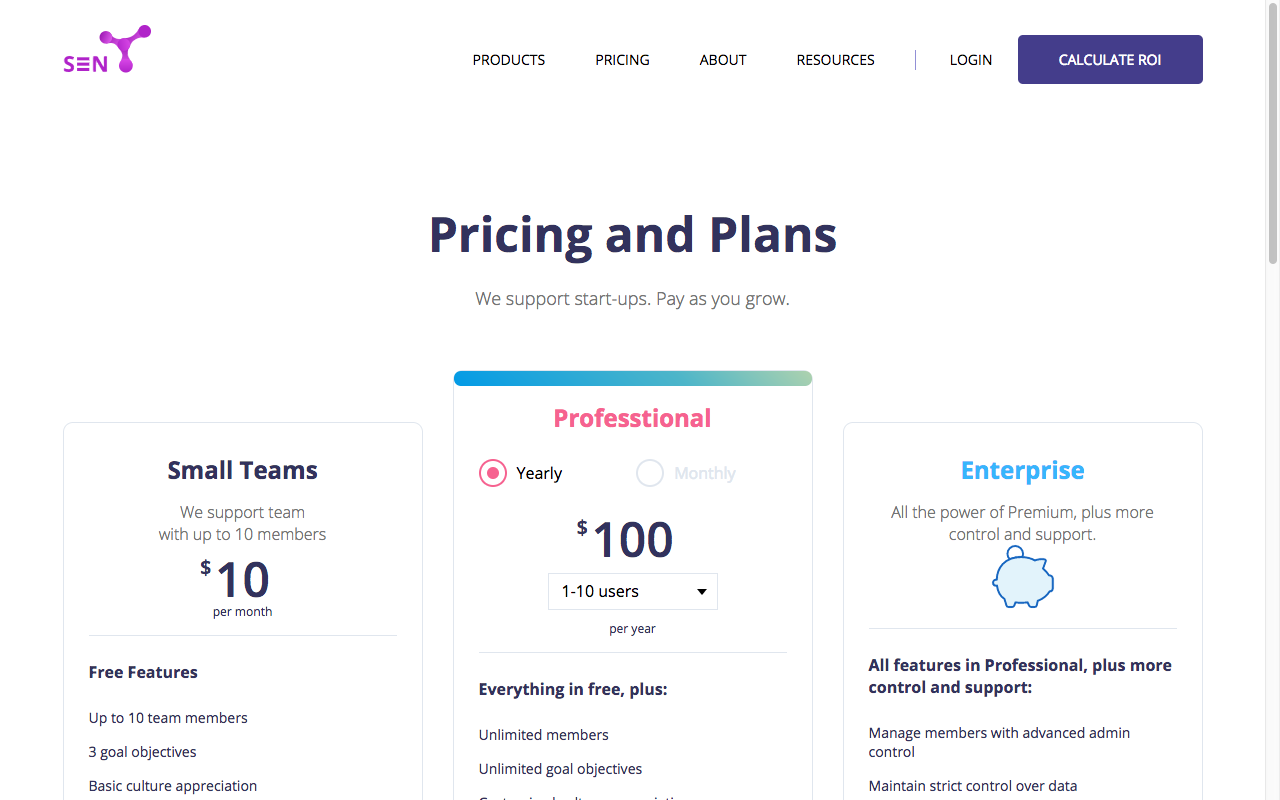 SEN
PRODUCTS
PRICING
ABOUT
RESOURCES
LOGIN
CALCULATE ROI
Pricing and Plans
We support start-ups. Pay as you grow.
Small Teams
We support team
with up to 10 members
$ 10
per month
Free Features
Up to 10 team members
3 goal objectives
Basic culture appreciation
Professtional
Yearly
Monthly
$ 100
1-10 users
per year
Everything in free, plus:
Unlimited members
Unlimited goal objectives
Enterprise
All the power of Premium, plus more
control and support.
All features in Professional, plus more
control and support:
Manage members with advanced admin
control
Maintain strict control over data